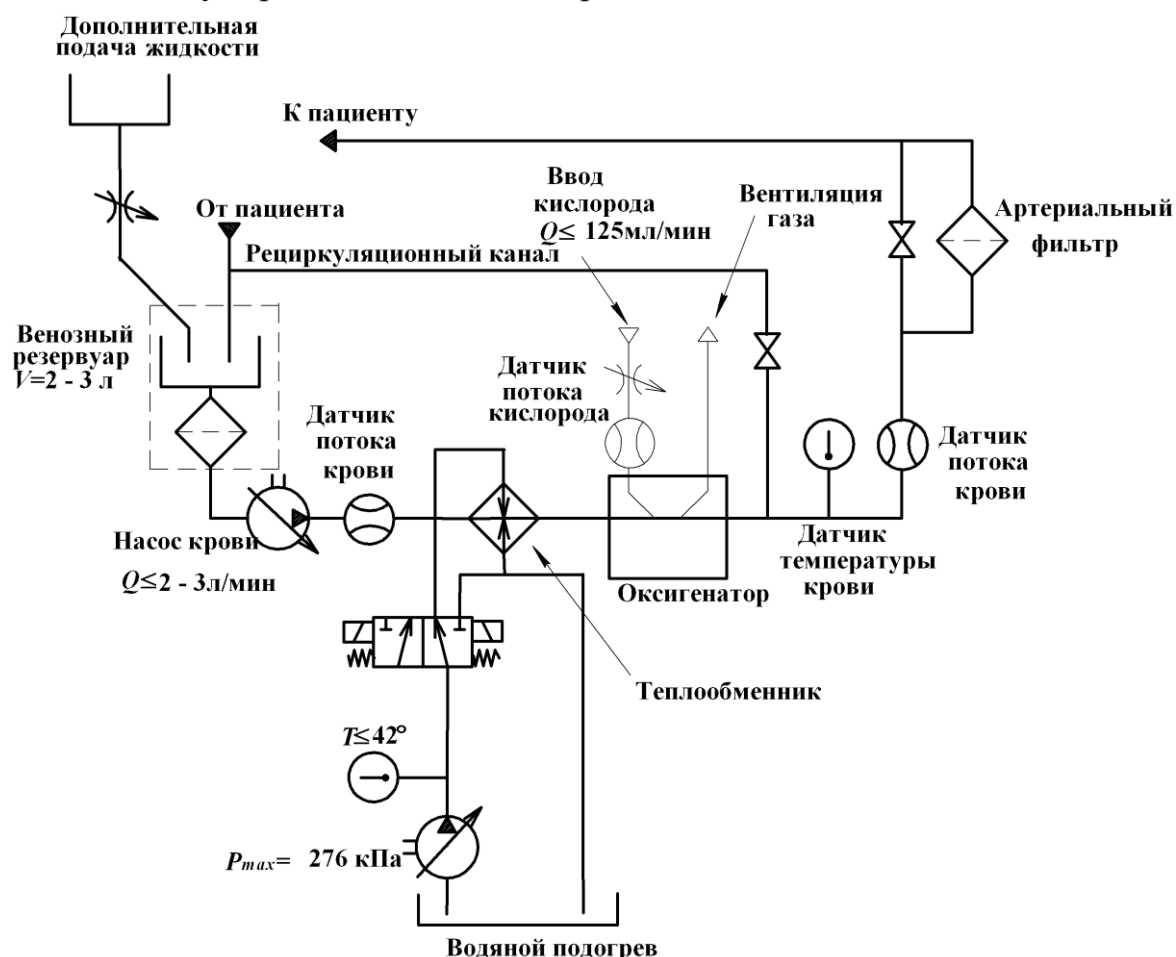 Дополнительная
подача жидкости
К пациенту
Ввод
кислорода
Q≤ 125мл/мин
Вентиляция
газа
Артериальный
фильтр
От пациента
Рециркуляционный канал
Венозный
резервуар
V=2 - 3 л
Датчик
потока
кислорода
Датчик
потока
крови
Датчик
потока
крови
Насос крови
Q≤2 - 3л/мин
Датчик
температуры
крови
Оксигенатор
Теплообменник
T≤42°
Pmax= 276 кПа
Водяной подогрев